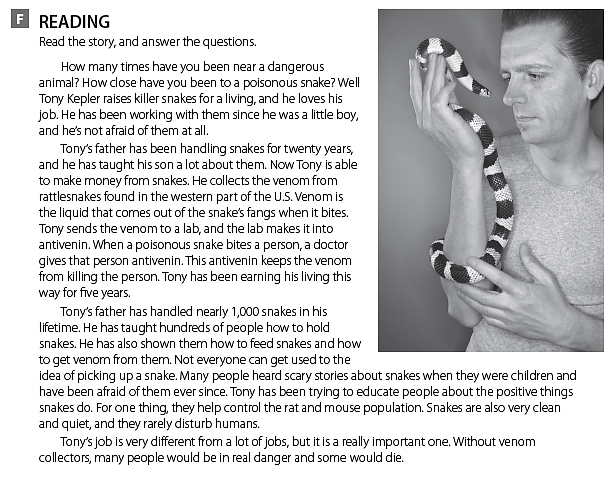 F READING
Read the story, and answer the questions.
How many times have you been near a dangerous
animal? How close have you been to a poisonous snake? Well
Tony Kepler raises killer snakes for a living, and he loves his
job. He has been working with them since he was a little boy,
and he's not afraid of them at all.
Tony's father has been handling snakes for twenty years,
and he has taught his son a lot about them. Now Tony is able
to make money from snakes. He collects the venom from
rattlesnakes found in the western part of the U.S. Venom is
the liquid that comes out of the snake's fangs when it bites.
Tony sends the venom to a lab, and the lab makes it into
antivenin. When a poisonous snake bites a person, a doctor
gives that person antivenin. This antivenin keeps the venom
from killing the person. Tony has been earning his living this
way for five years.
Tony's father has handled nearly 1,000 snakes in his
lifetime. He has taught hundreds of people how to hold
snakes. He has also shown them how to feed snakes and how
to get venom from them. Not everyone can get used to the
idea of picking up a snake. Many people heard scary stories about snakes when they were children and
have been afraid of them ever since. Tony has been trying to educate people about the positive things
snakes do. For one thing, they help control the rat and mouse population. Snakes are also very clean
and quiet, and they rarely disturb humans.
Tony's job is very different from a lot of jobs, but it is a really important one. Without venom
collectors, many people would be in real danger and some would die.